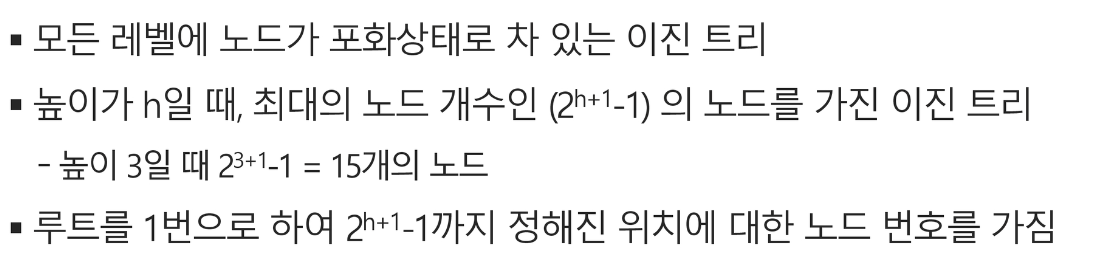 ▪ 모든 레벨에 노드가 포화상태로 차 있는 이진 트리
▪ 높이가 h일 때, 최대의 노드 개수인 (2ʰ⁺¹-1) 의 노드를 가진 이진 트리
- 높이 3일 때 2³⁺¹-1 = 15개의 노드
▪ 루트를 1번으로 하여 2ʰ⁺¹-1까지 정해진 위치에 대한 노드 번호를 가짐